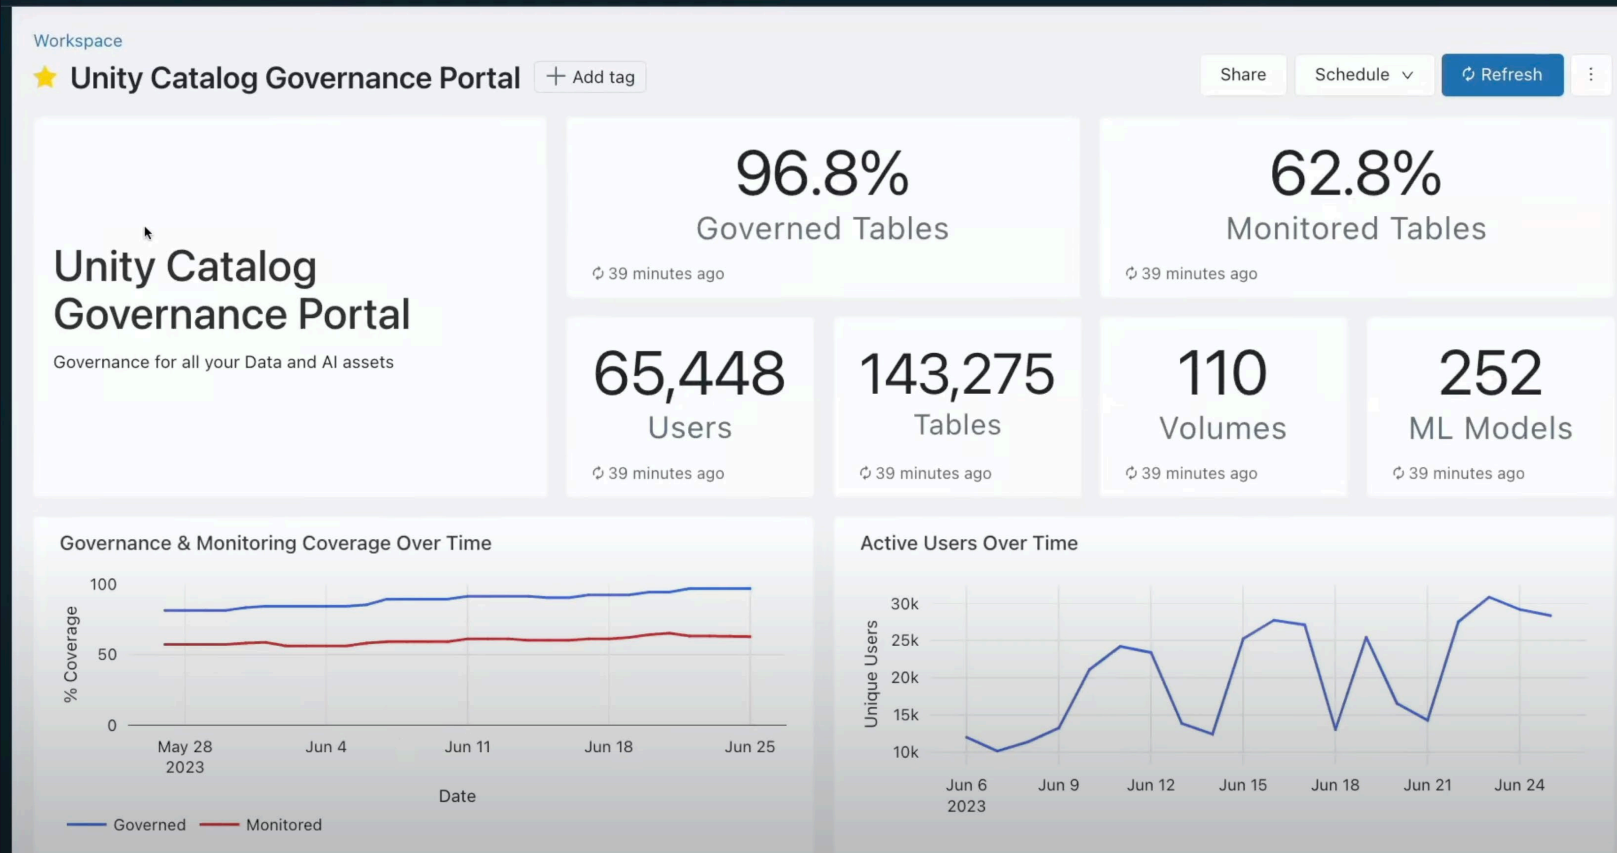 Workspace
Unity Catalog Governance Portal
Add tag
Share
Schedule
Refresh
Unity Catalog
Governance Portal
Governance for all your Data and AI assets
96.8%
Governed Tables
39 minutes ago
62.8%
Monitored Tables
39 minutes ago
65,448
Users
39 minutes ago
143,275
Tables
39 minutes ago
110
Volumes
39 minutes ago
252
ML Models
39 minutes ago
Governance & Monitoring Coverage Over Time
% Coverage
100
50
0
May 28
2023
Jun 4
Jun 11
Jun 18
Jun 25
Date
Governed
Monitored
Active Users Over Time
Unique Users
30k
25k
20k
15k
10k
Jun 6
2023
Jun 9
Jun 12
Jun 15
Jun 18
Jun 21
Jun 24